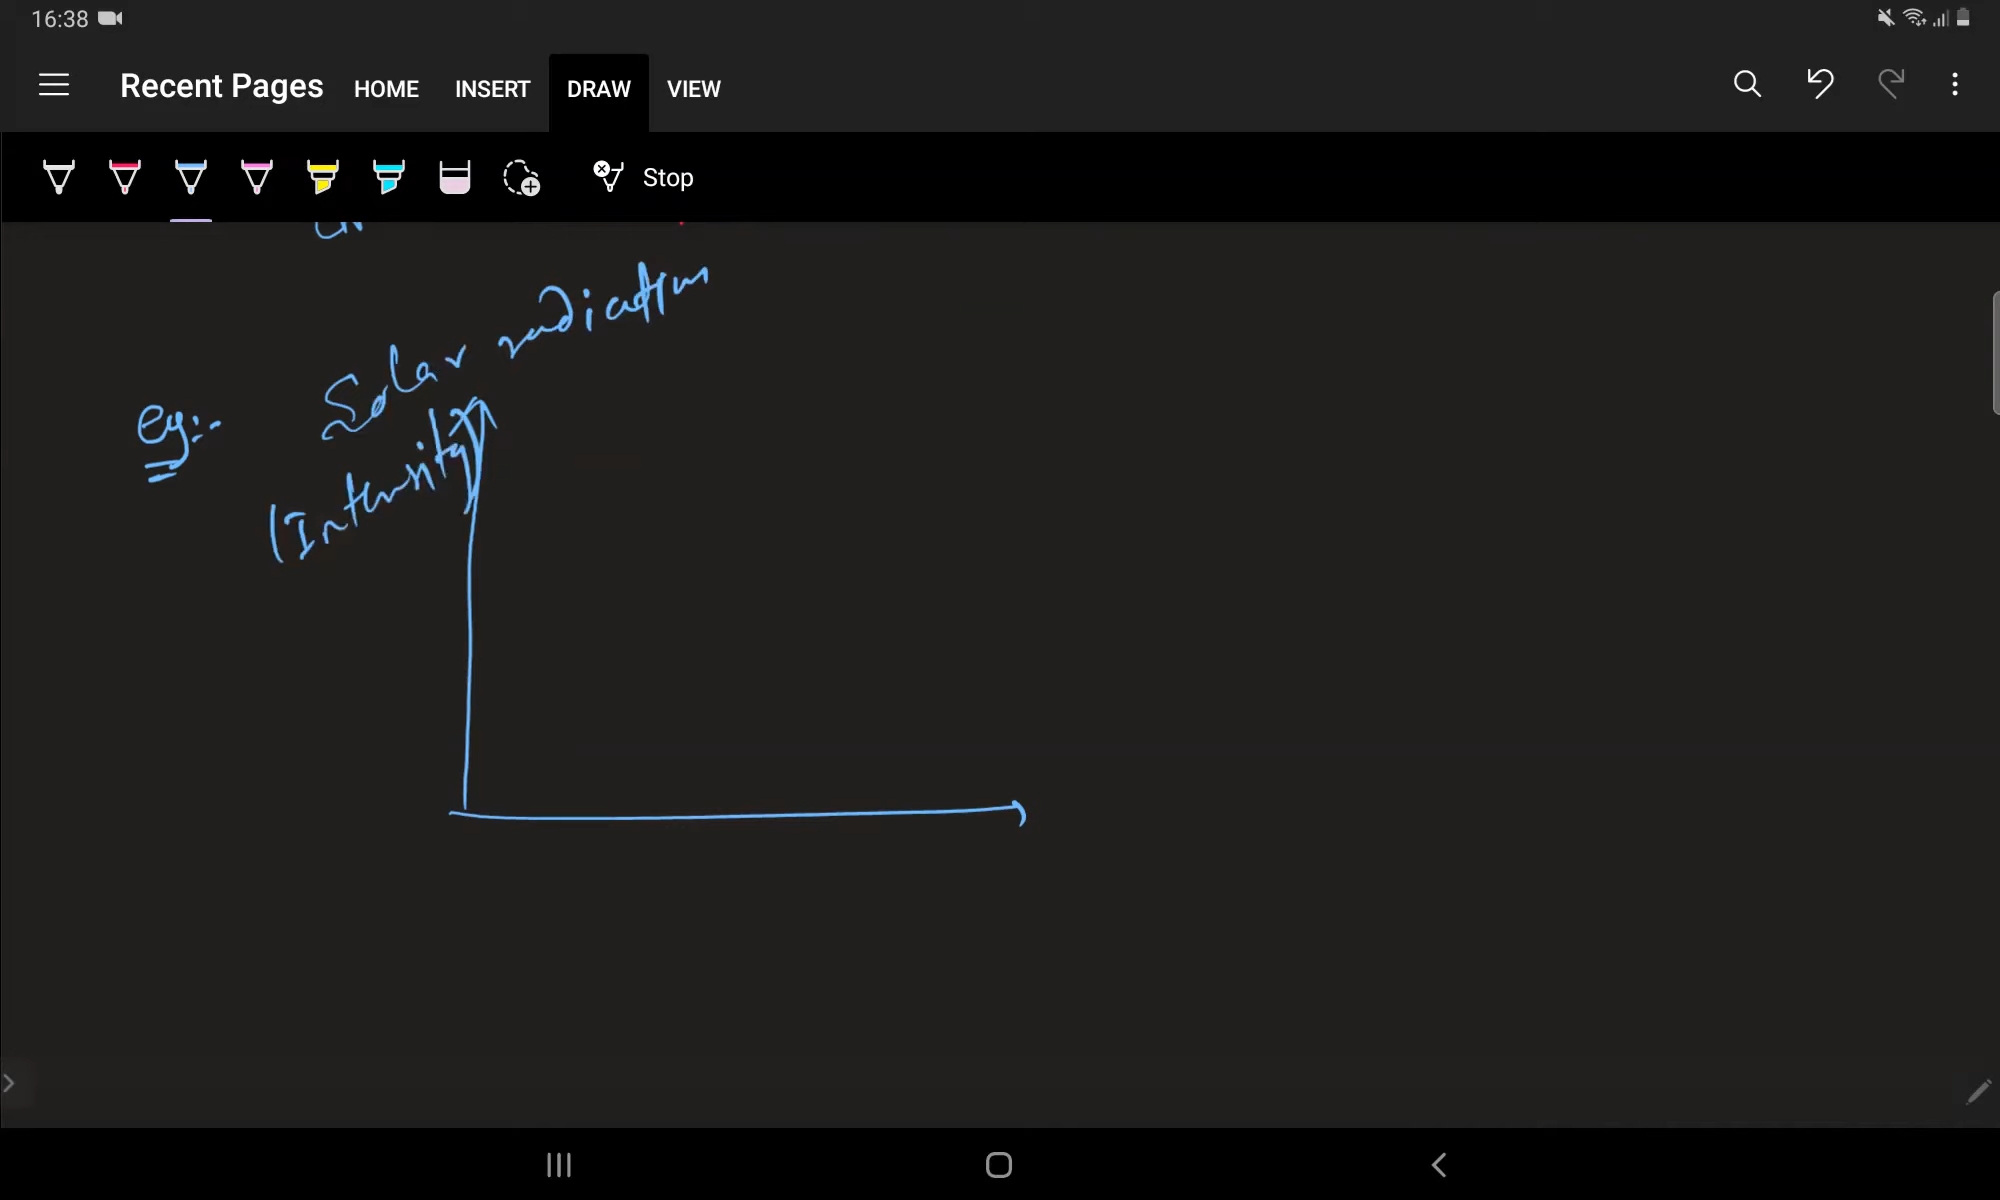 16:38
Recent Pages HOME INSERT DRAW VIEW
Stop
Solar radiation
eg:-
(Intensity)